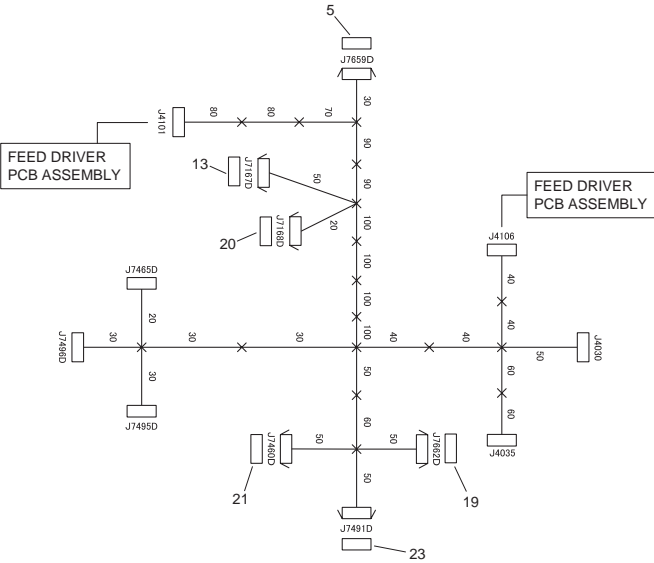 5
J7659D
30
80
80
70
J4101
FEED DRIVER
PCB ASSEMBLY
90
13
J7167D
50
90
FEED DRIVER
PCB ASSEMBLY
20
J7168D
20
100
J4106
100
J7465D
40
100
20
40
J7496D
30
30
30
100
40
40
50
J4030
30
50
60
J7495D
60
60
J4035
21
J7460D
50
50
J7662D
19
50
J7491D
23